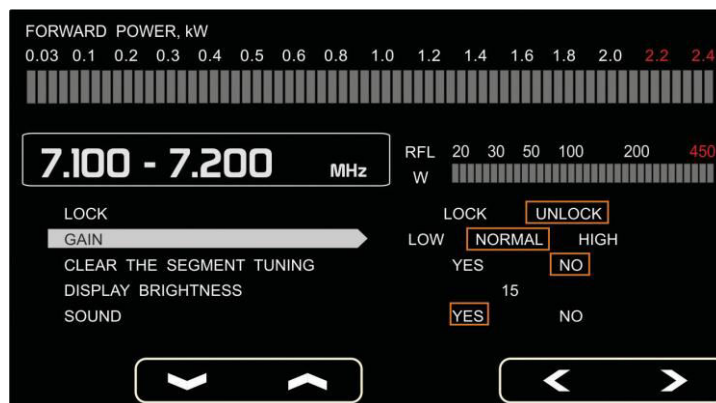 FORWARD POWER, kW
0.03 0.1 0.2 0.3 0.4 0.5 0.6 0.8 1.0 1.2 1.4 1.6 1.8 2.0 2.2 2.4
7.100 - 7.200 MHz
RFL 20 30 50 100 200 450
W
LOCK LOCK UNLOCK
GAIN LOW NORMAL HIGH
CLEAR THE SEGMENT TUNING YES NO
DISPLAY BRIGHTNESS 15
SOUND YES NO